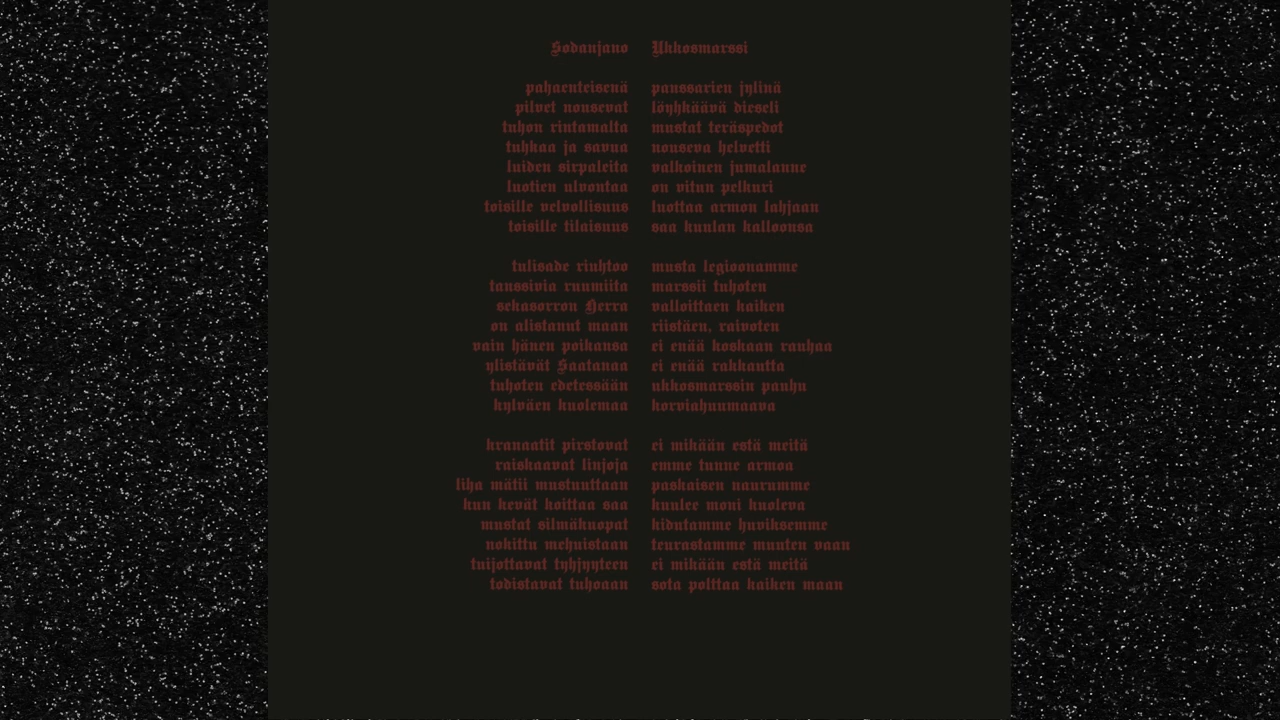 Sodanjano
pahaenteisenä
pilvet nousevat
tuhon rintamalta
tuhkaa ja savua
luiden sirpaleita
luotien ulvontaa
toisille velvollisuus
toisille tilaisuus
tulisade riuhtoo
tanssivia ruumiita
sekasorron Herra
on alistanut maan
vain hänen poikansa
ylistävät Saatanaa
tuhoten edetessään
kylväen kuolemaa
kranaatit pirstovat
raiskaavat linjoja
liha mätii mustuuttaan
kun kevät koittaa saa
mustat silmäkuopat
nokittu mehuistaan
tuijottavat tyhjyyteen
todistavat tuhoaan
Ukkosmarssi
panssarien jylinä
löyhkäävä dieseli
mustat teräspedot
nouseva helvetti
valkoinen jumalanne
on vitun pelkuri
luottaa armon lahjaan
saa kuulan kalloonsa
musta legioonamme
marssii tuhoten
valloittaen kaiken
riistäen, raivoten
ei enää koskaan rauhaa
ei enää rakkautta
ukkosmarssin pauhu
korviahuumaava
ei mikään estä meitä
emme tunne armoa
paskaisen naurumme
kuulee moni kuoleva
kidutamme huviksemme
teurastamme muuten vaan
ei mikään estä meitä
sota polttaa kaiken maan